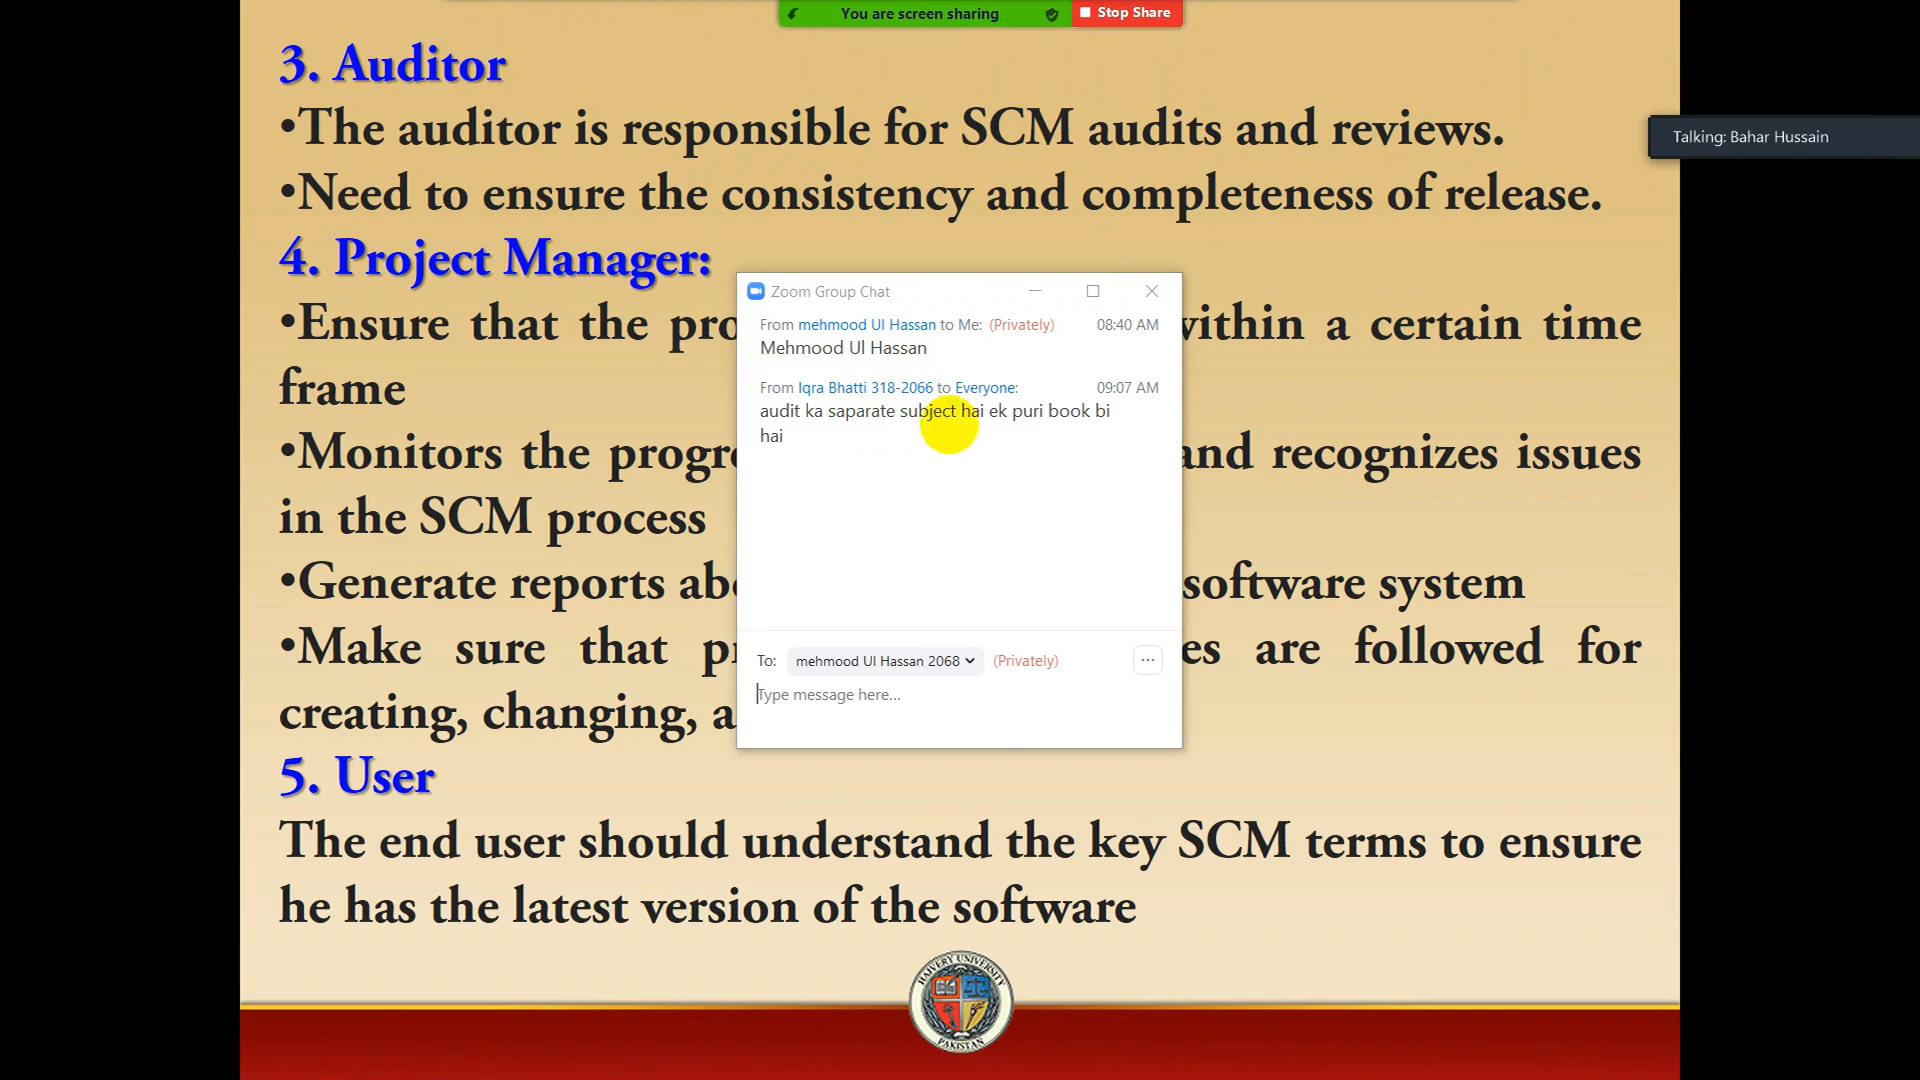 You are screen sharing
Stop Share
3. Auditor
•The auditor is responsible for SCM audits and reviews.
Talking: Bahar Hussain
•Need to ensure the consistency and completeness of release.
4. Project Manager:
•Ensure that the within a certain time
frame
•Monitors the and recognizes issues
in the SCM process
•Generate reports software system
•Make sure that are followed for
creating, changing,
5. User
The end user should understand the key SCM terms to ensure
he has the latest version of the software
Zoom Group Chat
From mehmood Ul Hassan to Me: (Privately) 08:40 AM
Mehmood Ul Hassan
From Iqra Bhatti 318-2066 to Everyone: 09:07 AM
audit ka saparate subject hai ek puri book bi
hai
To: mehmood Ul Hassan 2068 (Privately) ...
Type message here...
HAIVERY UNIVERSITY
PAKISTAN